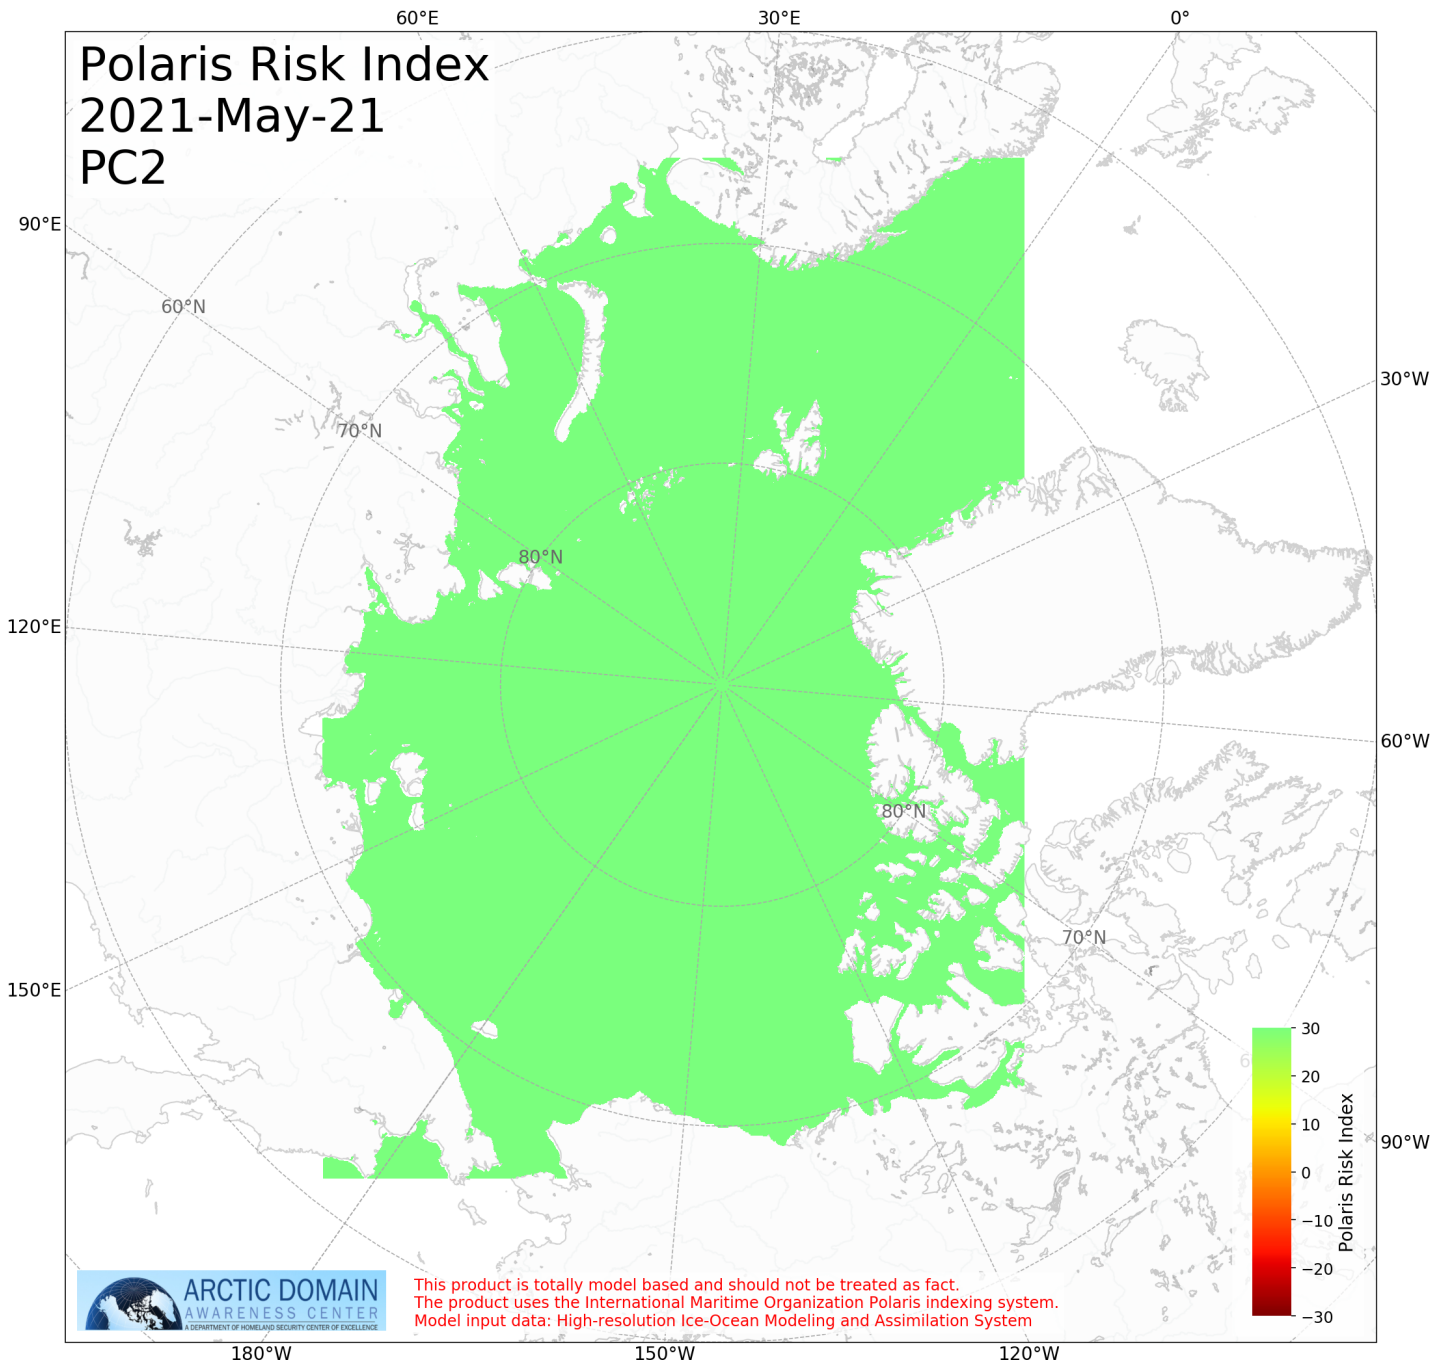 60°E 30°E 0°
Polaris Risk Index
2021-May-21
PC2
90°E
60°N
30°W
70°N
80°N
120°E
60°W
80°N
70°N
150°E
30
20
10
0
−10
−20
−30
Polaris Risk Index
90°W
ARCTIC DOMAIN
AWARENESS CENTER
A DEPARTMENT OF HOMELAND SECURITY CENTER OF EXCELLENCE
This product is totally model based and should not be treated as fact.
The product uses the International Maritime Organization Polaris indexing system.
Model input data: High-resolution Ice-Ocean Modeling and Assimilation System
180°W 150°W 120°W